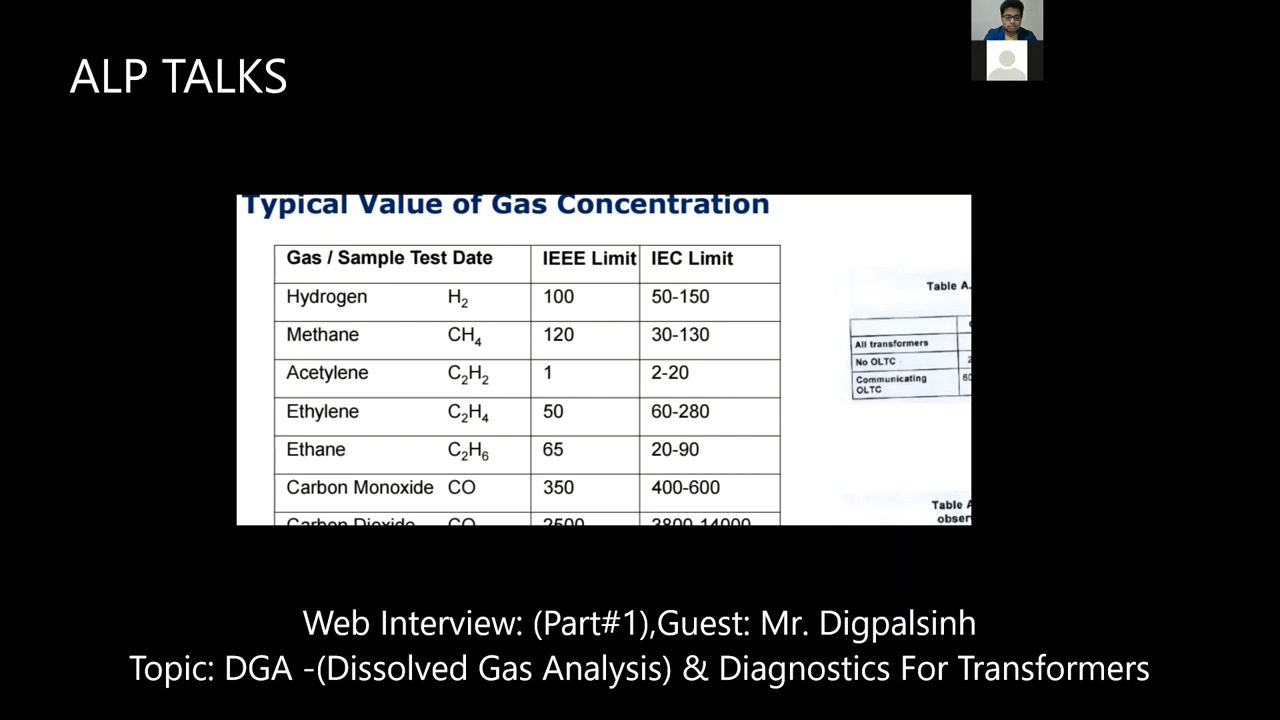 ALP TALKS
Typical Value of Gas Concentration
Gas / Sample Test Date IEEE Limit IEC Limit
Hydrogen H₂ 100 50-150
Methane CH₄ 120 30-130
Acetylene C₂H₂ 1 2-20
Ethylene C₂H₄ 50 60-280
Ethane C₂H₆ 65 20-90
Carbon Monoxide CO 350 400-600
Carbon Dioxide CO 2500 3800-14000
Table A.
All transformers
No OLTC
Communicating 60
OLTC
Table A
obser
Web Interview: (Part#1),Guest: Mr. Digpalsinh
Topic: DGA -(Dissolved Gas Analysis) & Diagnostics For Transformers